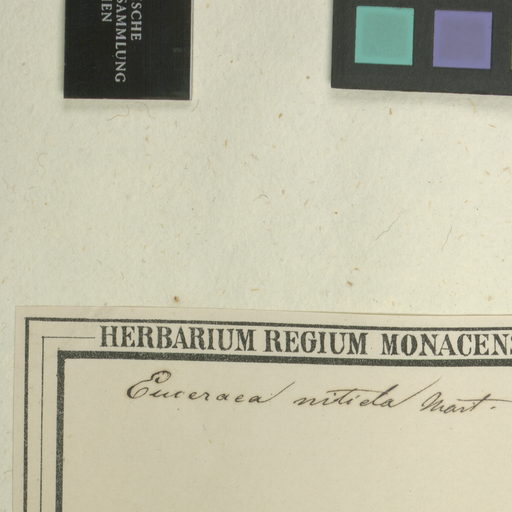 SCHE
SAMMLUNG
EN
HERBARIUM REGIUM MONACENS
Euceraea nitida Mart.